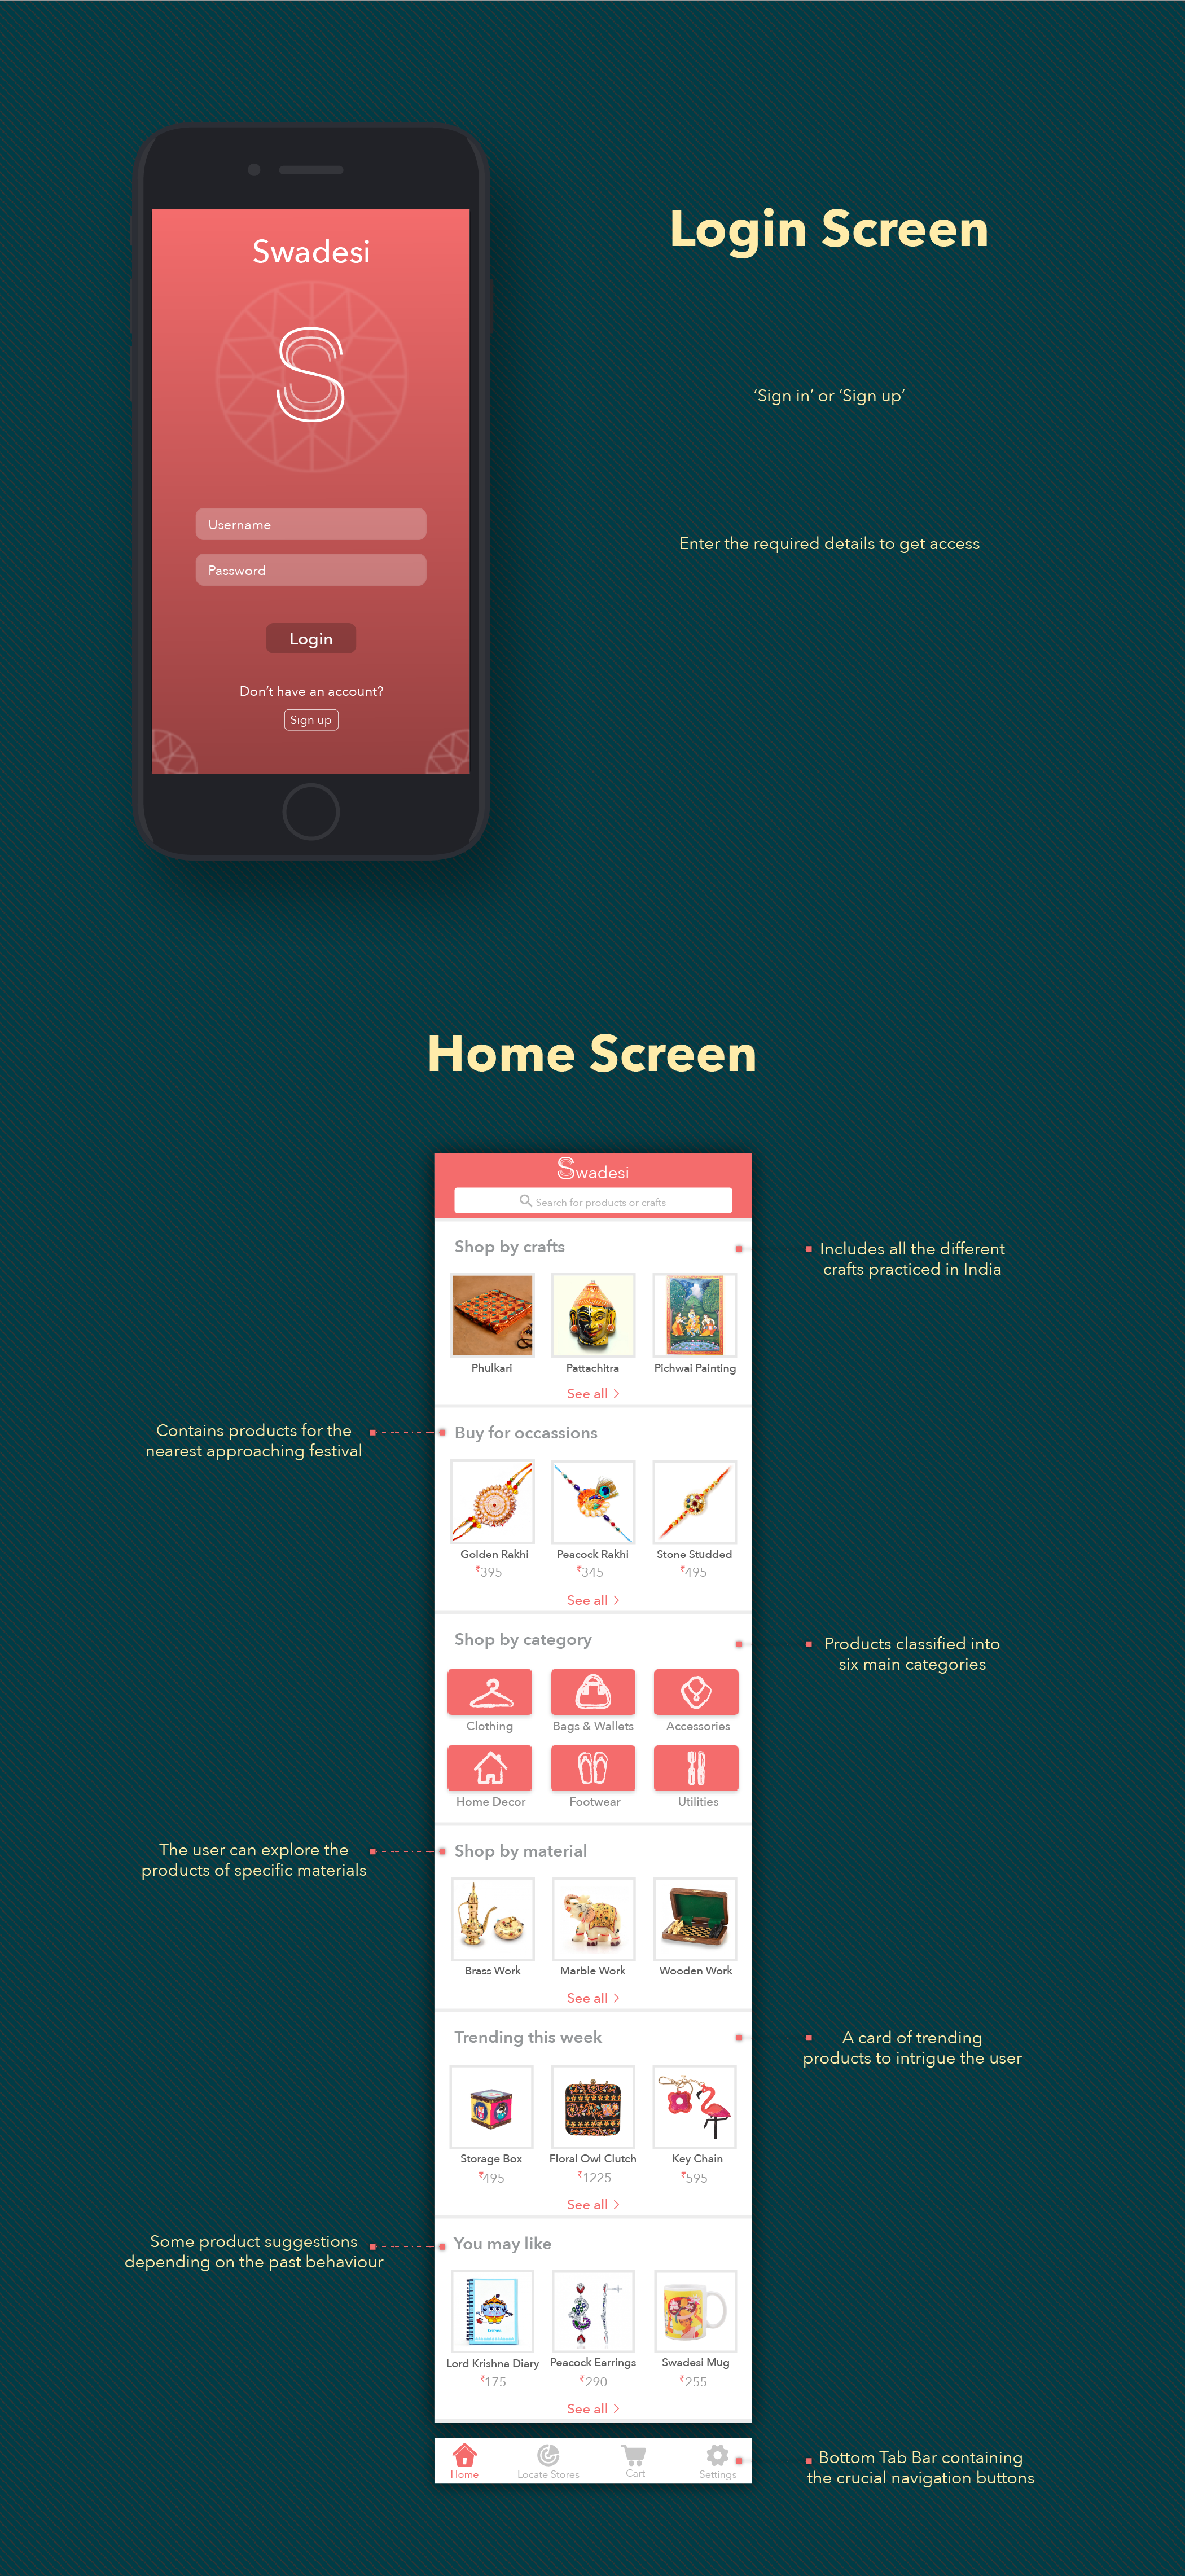 Login Screen
Swadesi
S
'Sign in' or 'Sign up'
Username
Enter the required details to get access
Password
Login
Don't have an account?
Sign up
Home Screen
Swadesi
Search for products or crafts
Shop by crafts
Includes all the different
crafts practiced in India
Phulkari Pattachitra Pichwai Painting
See all >
Contains products for the
nearest approaching festival
Buy for occassions
Golden Rakhi Peacock Rakhi Stone Studded
₹395 ₹345 ₹495
See all >
Shop by category
Products classified into
six main categories
Clothing Bags & Wallets Accessories
Home Decor Footwear Utilities
The user can explore the
products of specific materials
Shop by material
Brass Work Marble Work Wooden Work
See all >
Trending this week
A card of trending
products to intrigue the user
Storage Box Floral Owl Clutch Key Chain
₹495 ₹1225 ₹595
See all >
Some product suggestions
depending on the past behaviour
You may like
Lord Krishna Diary Peacock Earrings Swadesi Mug
₹175 ₹290 ₹255
See all >
Home Locate Stores Cart Settings
Bottom Tab Bar containing
the crucial navigation buttons